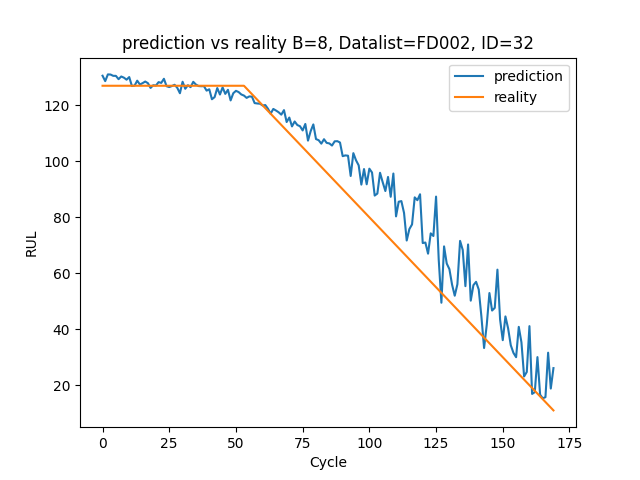 prediction vs reality B=8, Datalist=FD002, ID=32
prediction
reality
RUL
120
100
80
60
40
20
0 25 50 75 100 125 150 175
Cycle